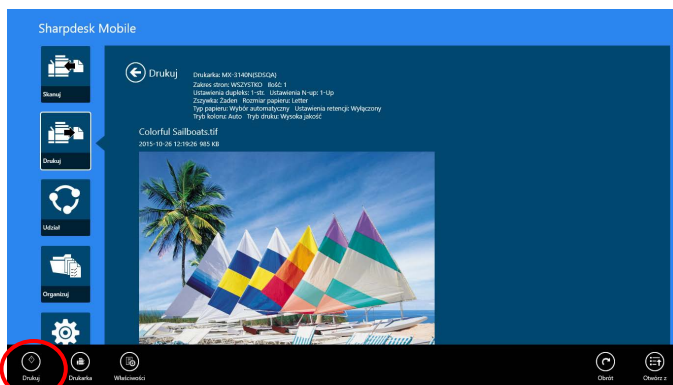 Sharpdesk Mobile
Skanuj
Drukuj
Udział
Organizuj
Drukuj
Drukarka: MX-3140N(SDSQA)
Zakres stron: WSZYSTKO Ilość: 1
Ustawienia dupleks: 1-str. Ustawienia N-up: 1-Up
Zszywka: Żaden Rozmiar papieru: Letter
Typ papieru: Wybór automatyczny Ustawienia retencji: Wyłączony
Tryb koloru: Auto Tryb druku: Wysoka jakość
Colorful Sailboats.tif
2015-10-26 12:19:26 985 KB
Drukuj
Drukarka
Właściwości
Obrót
Otwórz z